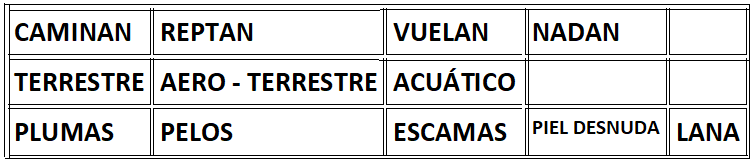 CAMINAN REPTAN VUELAN NADAN
TERRESTRE AERO - TERRESTRE ACUÁTICO
PLUMAS PELOS ESCAMAS PIEL DESNUDA LANA